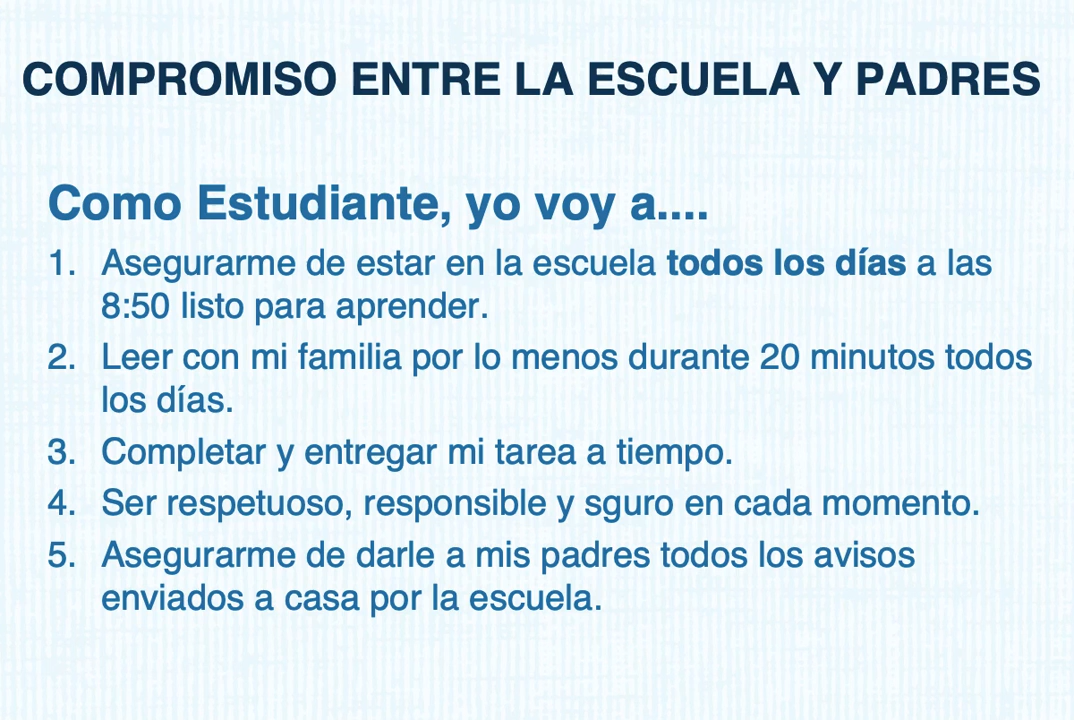 COMPROMISO ENTRE LA ESCUELA Y PADRES
Como Estudiante, yo voy a....
1. Asegurarme de estar en la escuela todos los días a las
8:50 listo para aprender.
2. Leer con mi familia por lo menos durante 20 minutos todos
los días.
3. Completar y entregar mi tarea a tiempo.
4. Ser respetuoso, responsible y sguro en cada momento.
5. Asegurarme de darle a mis padres todos los avisos
enviados a casa por la escuela.